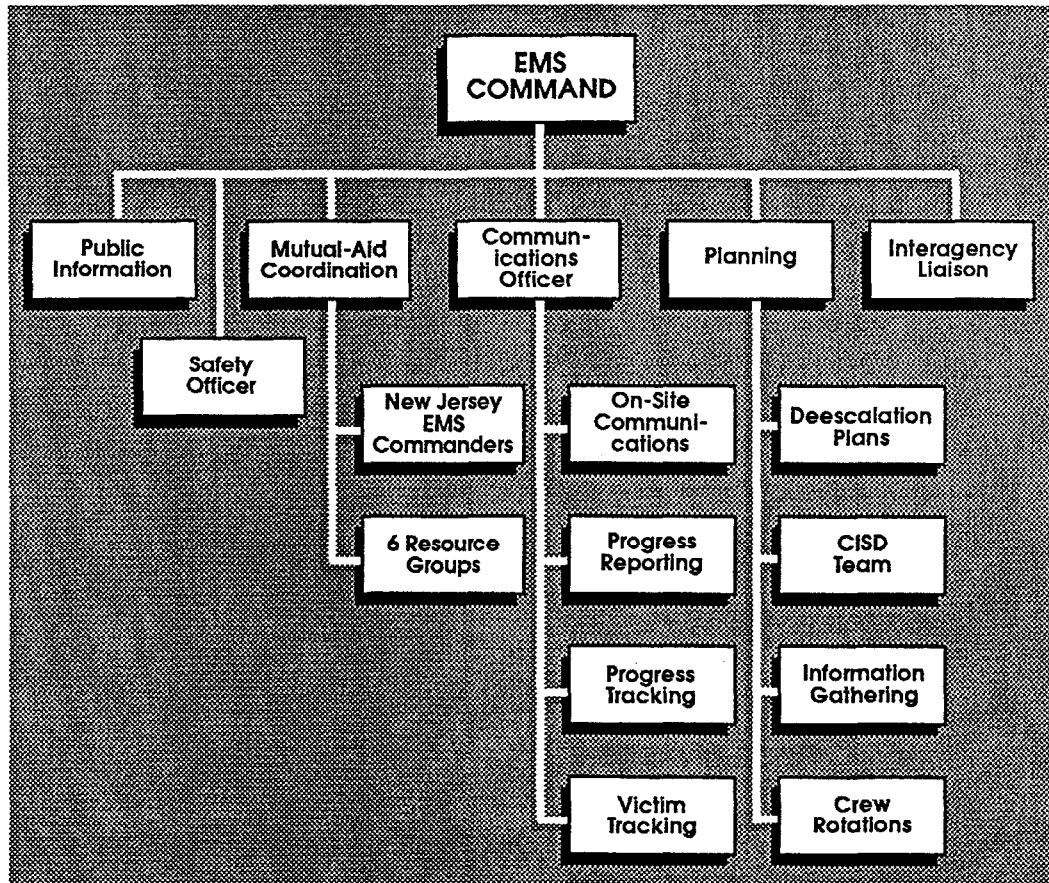 EMS
COMMAND
Public
Information
Mutual-Aid
Coordination
Commun-
ications
Officer
Planning
Interagency
Liaison
Safety
Officer
New Jersey
EMS
Commanders
On-Site
Communi-
cations
Deescalation
Plans
6 Resource
Groups
Progress
Reporting
CISD
Team
Progress
Tracking
Information
Gathering
Victim
Tracking
Crew
Rotations